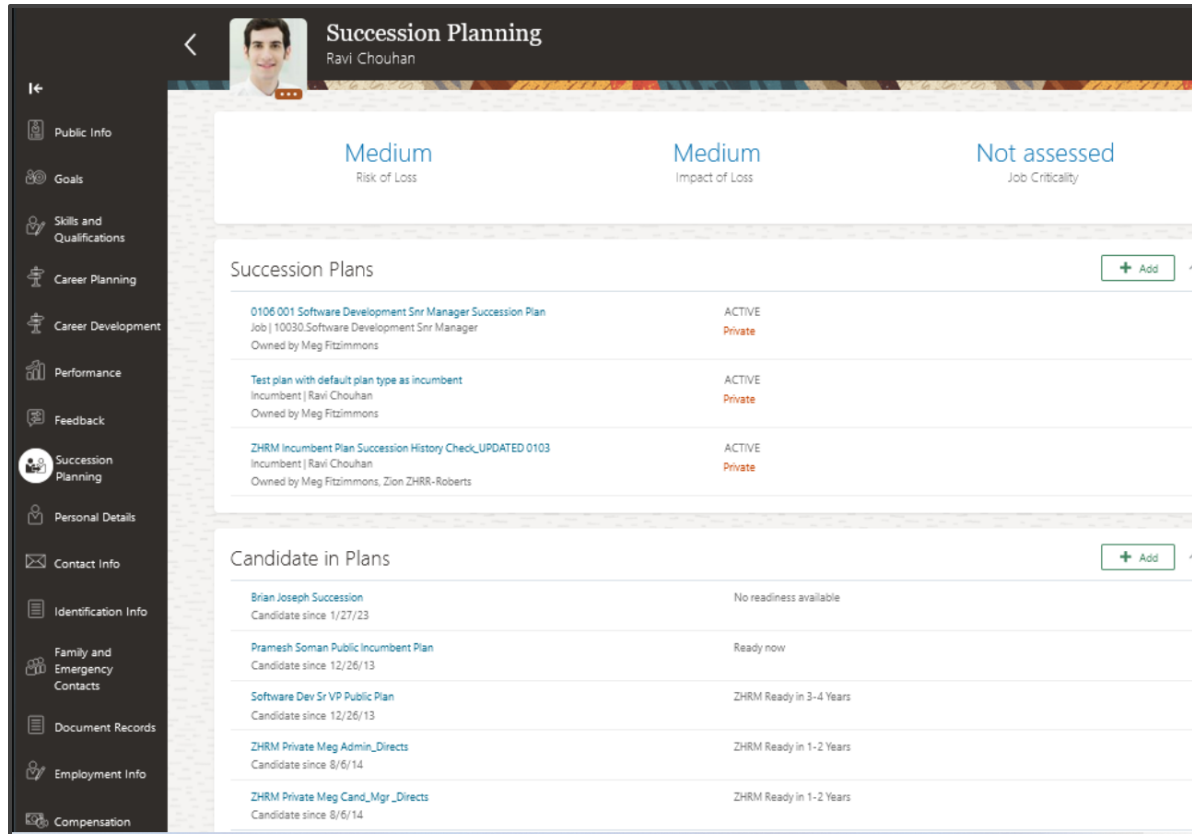 Succession Planning
Ravi Chouhan
Public Info
Goals
Skills and
Qualifications
Career Planning
Career Development
Performance
Feedback
Succession
Planning
Personal Details
Contact Info
Identification Info
Family and
Emergency
Contacts
Document Records
Employment Info
Compensation
Medium
Risk of Loss
Medium
Impact of Loss
Not assessed
Job Criticality
Succession Plans
+ Add
0106 001 Software Development Snr Manager Succession Plan
Job | 10030.Software Development Snr Manager
Owned by Meg Fitzimmons
ACTIVE
Private
Test plan with default plan type as incumbent
Incumbent | Ravi Chouhan
Owned by Meg Fitzimmons
ACTIVE
Private
ZHRM Incumbent Plan Succession History Check_UPDATED 0103
Incumbent | Ravi Chouhan
Owned by Meg Fitzimmons, Zion ZHRR-Roberts
ACTIVE
Private
Candidate in Plans
+ Add
Brian Joseph Succession
Candidate since 1/27/23
No readiness available
Pramesh Soman Public Incumbent Plan
Candidate since 12/26/13
Ready now
Software Dev Sr VP Public Plan
Candidate since 12/26/13
ZHRM Ready in 3-4 Years
ZHRM Private Meg Admin_Directs
Candidate since 8/6/14
ZHRM Ready in 1-2 Years
ZHRM Private Meg Cand_Mgr_Directs
Candidate since 8/6/14
ZHRM Ready in 1-2 Years